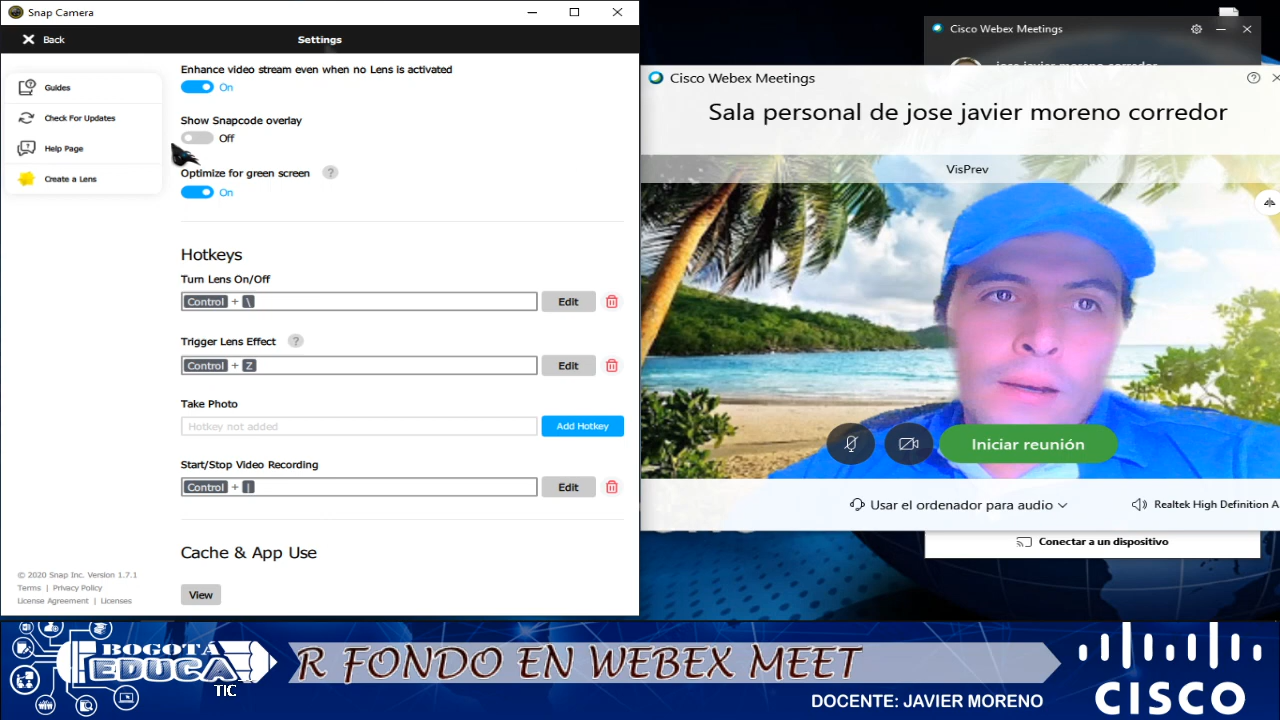 Snap Camera
Back
Settings
Guides
Check For Updates
Help Page
Create a Lens
Enhance video stream even when no Lens is activated
On
Show Snapcode overlay
Off
Optimize for green screen ?
On
Hotkeys
Turn Lens On/Off
Control + \
Edit
Trigger Lens Effect ?
Control + Z
Edit
Take Photo
Hotkey not added
Add Hotkey
Start/Stop Video Recording
Control + |
Edit
Cache & App Use
View
© 2020 Snap Inc. Version 1.7.1
Terms | Privacy Policy
License Agreement | Licenses
Cisco Webex Meetings
jose javier moreno corredor
Cisco Webex Meetings
Sala personal de jose javier moreno corredor
VisPrev
Iniciar reunión
Usar el ordenador para audio
Realtek High Definition A
Conectar a un dispositivo
BOGOTÁ
EDUCA
TIC
R FONDO EN WEBEX MEET
DOCENTE: JAVIER MORENO
CISCO